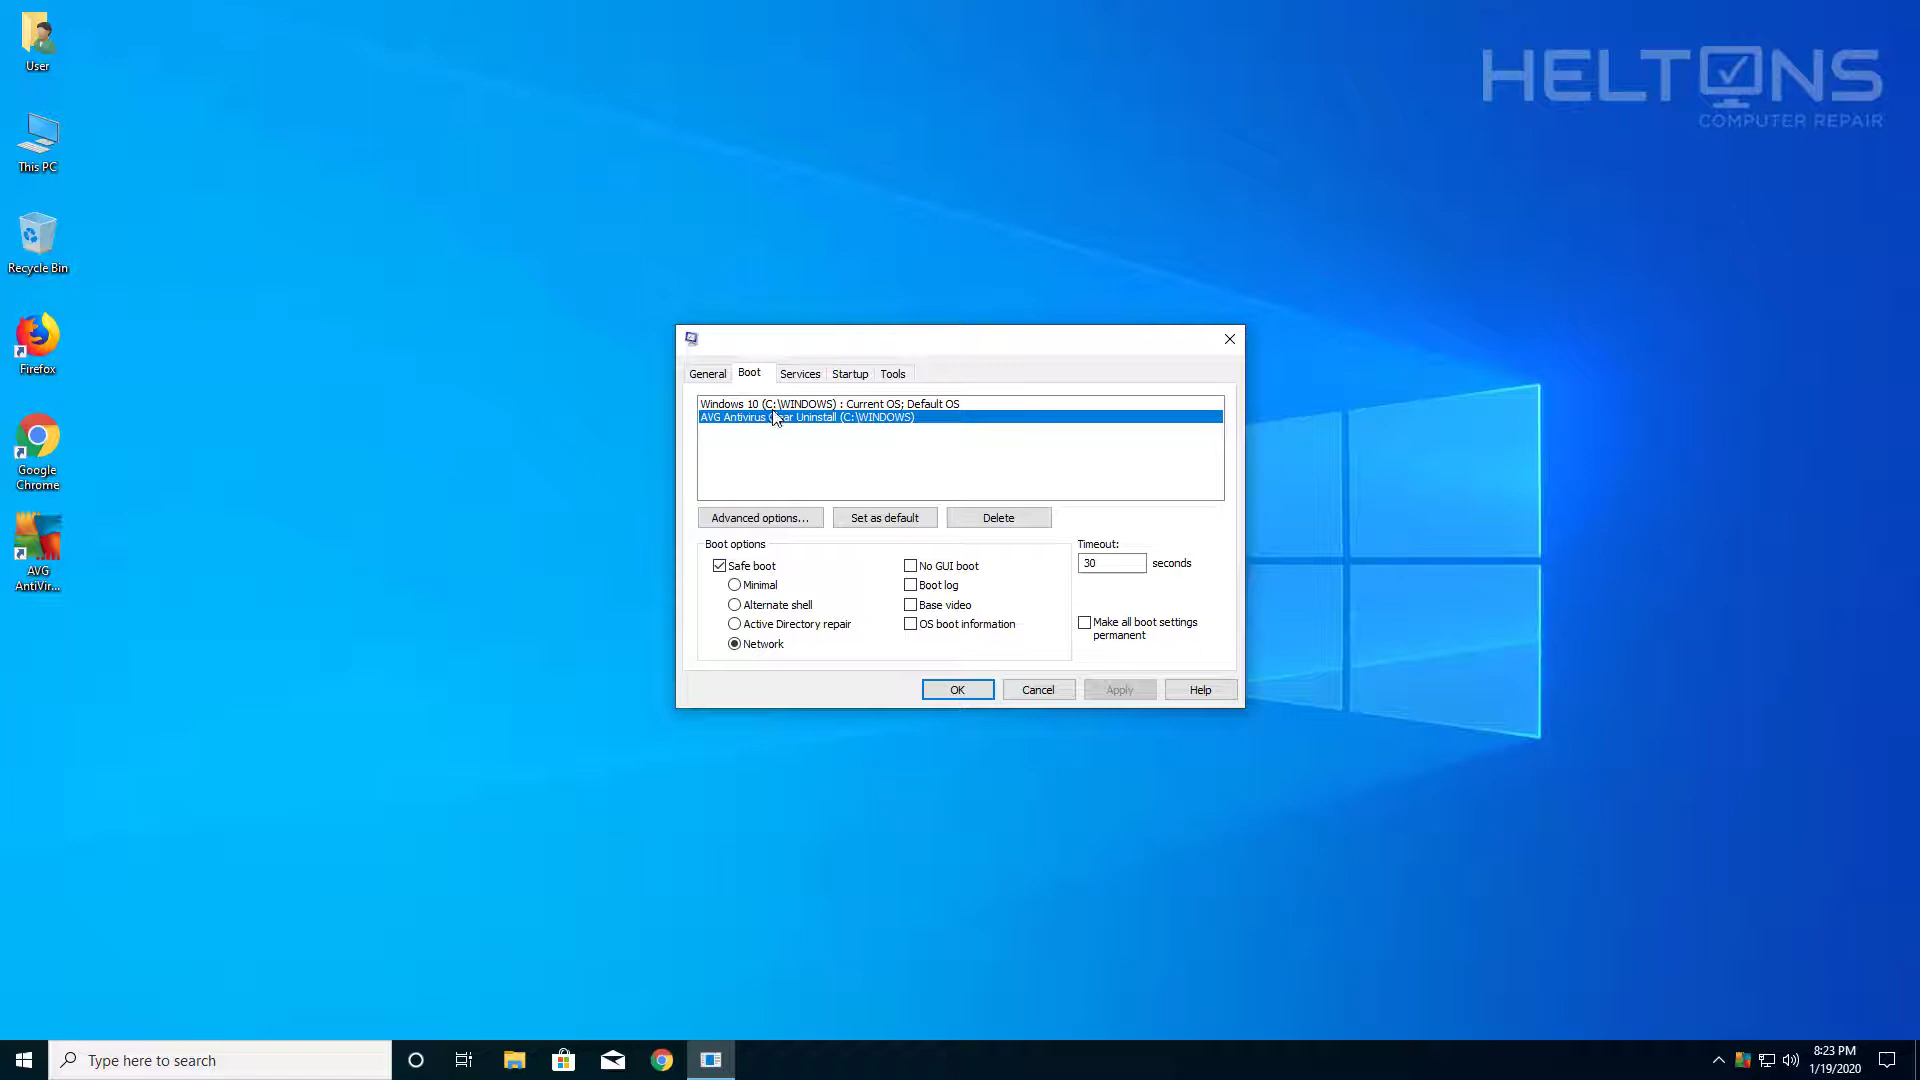 User
This PC
Recycle Bin
Firefox
Google
Chrome
AVG
AntiVir...
HELTONS
COMPUTER REPAIR
General
Boot
Services
Startup
Tools
Windows 10 (C:\WINDOWS) : Current OS; Default OS
AVG Antivirus Clear Uninstall (C:\WINDOWS)
Advanced options...
Set as default
Delete
Boot options
Safe boot
Minimal
Alternate shell
Active Directory repair
Network
No GUI boot
Boot log
Base video
OS boot information
Timeout:
30 seconds
Make all boot settings
permanent
OK
Cancel
Apply
Help
Type here to search
8:23 PM
1/19/2020